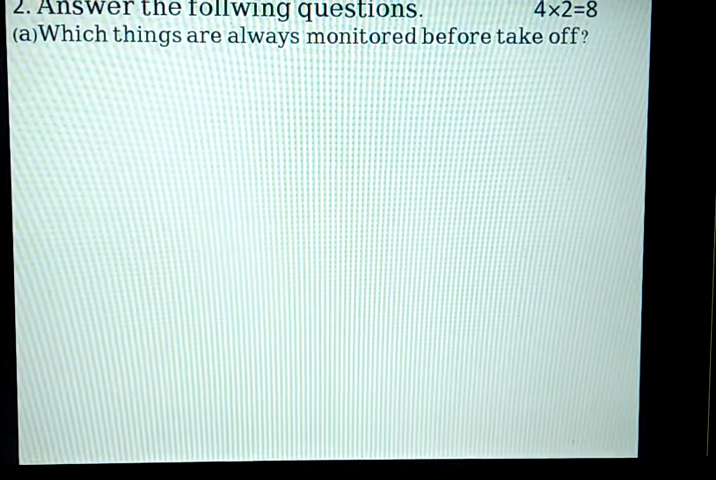 2. Answer the follwing questions. 4×2=8
(a)Which things are always monitored before take off?